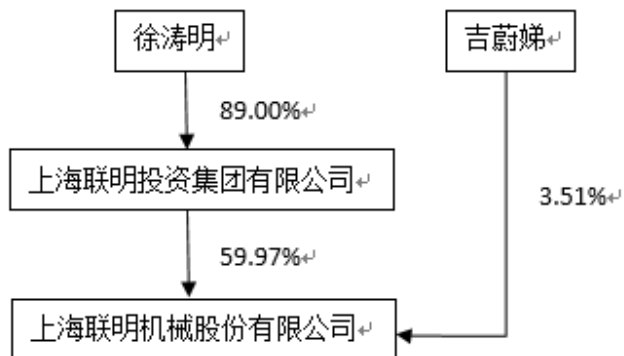 徐涛明
吉蔚娣
89.00%
上海联明投资集团有限公司
3.51%
59.97%
上海联明机械股份有限公司